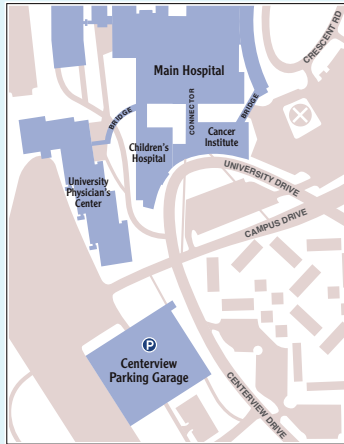 CRESCENT RD
Main Hospital
CONNECTOR
BRIDGE
BRIDGE
Cancer
Institute
Children's
Hospital
UNIVERSITY DRIVE
University
Physician's
Center
CAMPUS DRIVE
P
Centerview
Parking Garage
CENTERVIEW DRIVE